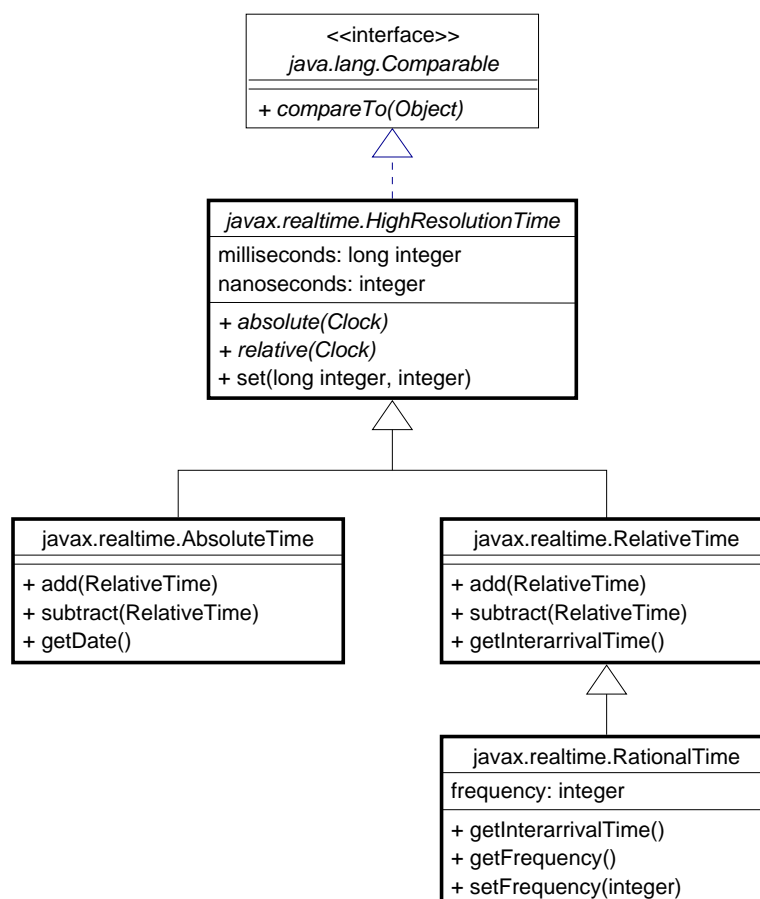 <<interface>>
java.lang.Comparable
+ compareTo(Object)
javax.realtime.HighResolutionTime
milliseconds: long integer
nanoseconds: integer
+ absolute(Clock)
+ relative(Clock)
+ set(long integer, integer)
javax.realtime.AbsoluteTime
+ add(RelativeTime)
+ subtract(RelativeTime)
+ getDate()
javax.realtime.RelativeTime
+ add(RelativeTime)
+ subtract(RelativeTime)
+ getInterarrivalTime()
javax.realtime.RationalTime
frequency: integer
+ getInterarrivalTime()
+ getFrequency()
+ setFrequency(integer)